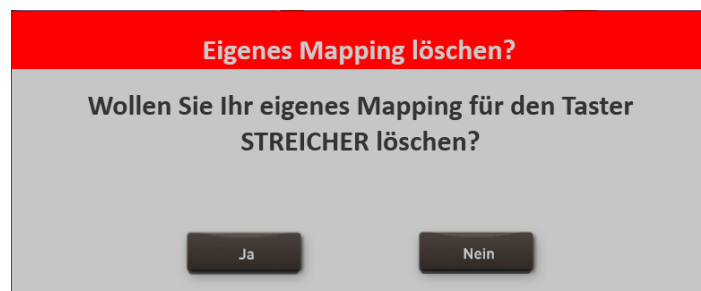 Eigenes Mapping löschen?
Wollen Sie Ihr eigenes Mapping für den Taster
STREICHER löschen?
Ja
Nein